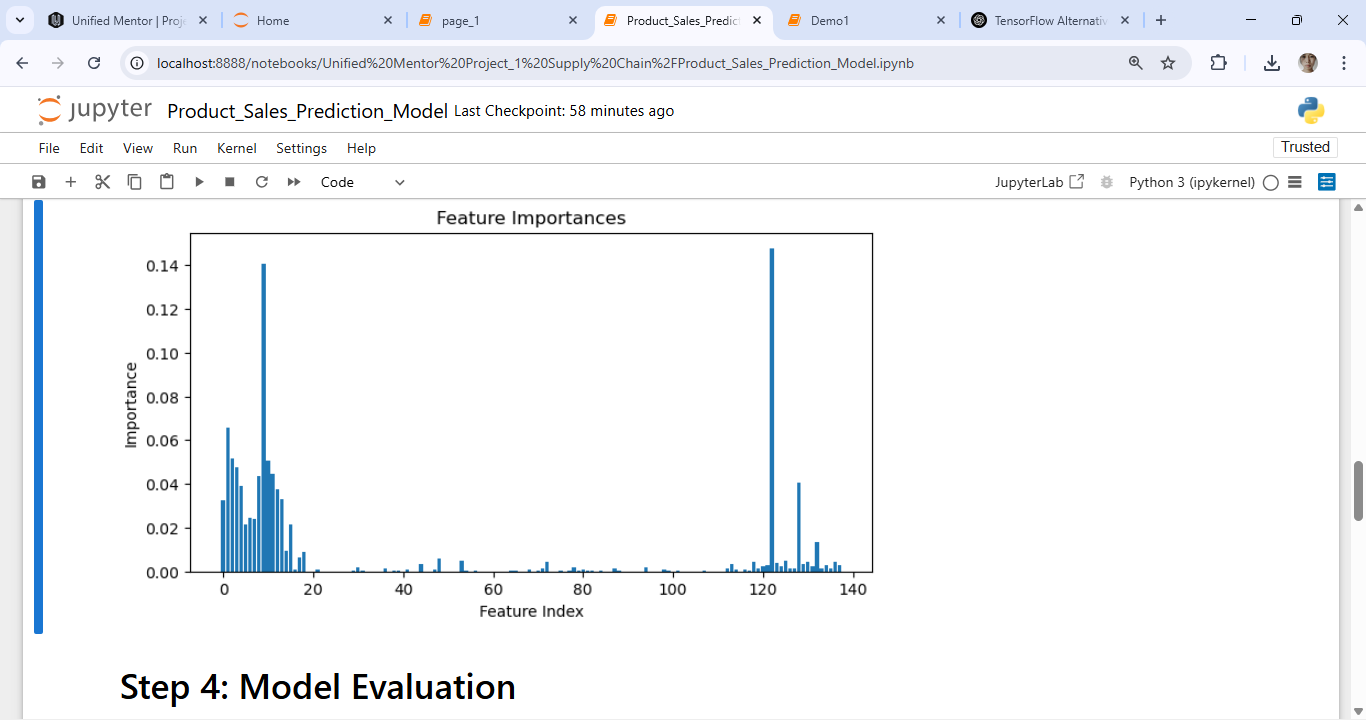 Unified Mentor | Proje
Home
page_1
Product_Sales_Predic
Demo1
TensorFlow Alternativ
localhost:8888/notebooks/Unified%20Mentor%20Project_1%20Supply%20Chain%2FProduct_Sales_Prediction_Model.ipynb
jupyter Product_Sales_Prediction_Model Last Checkpoint: 58 minutes ago
File Edit View Run Kernel Settings Help Trusted
Code JupyterLab Python 3 (ipykernel)
Feature Importances
0.14
0.12
0.10
0.08
0.06
0.04
0.02
0.00
Importance
0 20 40 60 80 100 120 140
Feature Index
Step 4: Model Evaluation